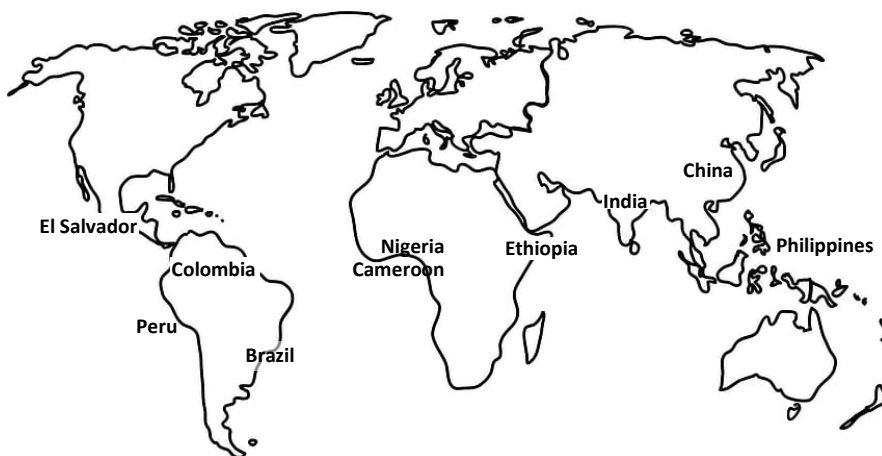 China
India
El Salvador
Philippines
Nigeria
Ethiopia
Cameroon
Colombia
Peru
Brazil